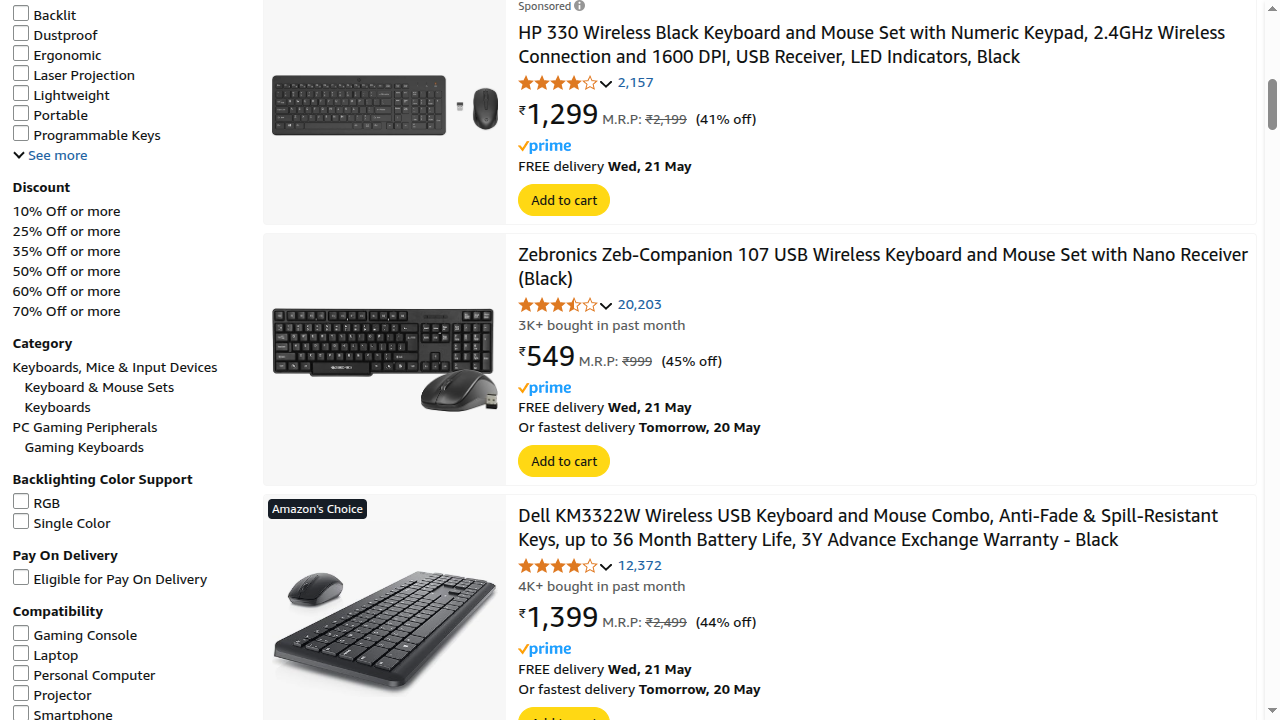 Backlit
Dustproof
Ergonomic
Laser Projection
Lightweight
Portable
Programmable Keys
See more
Discount
10% Off or more
25% Off or more
35% Off or more
50% Off or more
60% Off or more
70% Off or more
Category
Keyboards, Mice & Input Devices
Keyboard & Mouse Sets
Keyboards
PC Gaming Peripherals
Gaming Keyboards
Backlighting Color Support
RGB
Single Color
Pay On Delivery
Eligible for Pay On Delivery
Compatibility
Gaming Console
Laptop
Personal Computer
Projector
Smartphone
Sponsored
HP 330 Wireless Black Keyboard and Mouse Set with Numeric Keypad, 2.4GHz Wireless
Connection and 1600 DPI, USB Receiver, LED Indicators, Black
2,157
₹1,299 M.R.P: ₹2,199 (41% off)
prime
FREE delivery Wed, 21 May
Add to cart
Zebronics Zeb-Companion 107 USB Wireless Keyboard and Mouse Set with Nano Receiver
(Black)
20,203
3K+ bought in past month
₹549 M.R.P: ₹999 (45% off)
prime
FREE delivery Wed, 21 May
Or fastest delivery Tomorrow, 20 May
Add to cart
Amazon's Choice
Dell KM3322W Wireless USB Keyboard and Mouse Combo, Anti-Fade & Spill-Resistant
Keys, up to 36 Month Battery Life, 3Y Advance Exchange Warranty - Black
12,372
4K+ bought in past month
₹1,399 M.R.P: ₹2,499 (44% off)
prime
FREE delivery Wed, 21 May
Or fastest delivery Tomorrow, 20 May
Add to cart